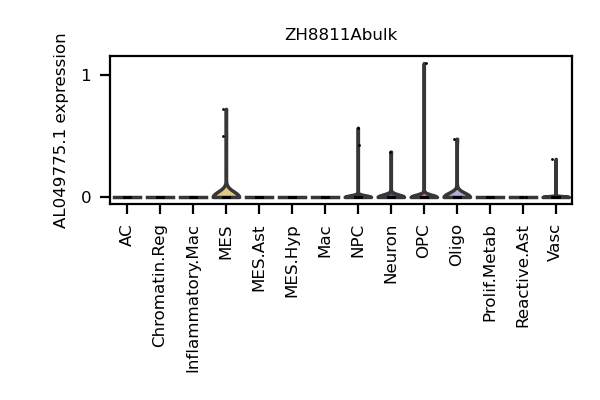 ZH8811Abulk
AL049775.1 expression
1
0
AC
Chromatin.Reg
Inflammatory.Mac
MES
MES.Ast
MES.Hyp
Mac
NPC
Neuron
OPC
Oligo
Prolif.Metab
Reactive.Ast
Vasc